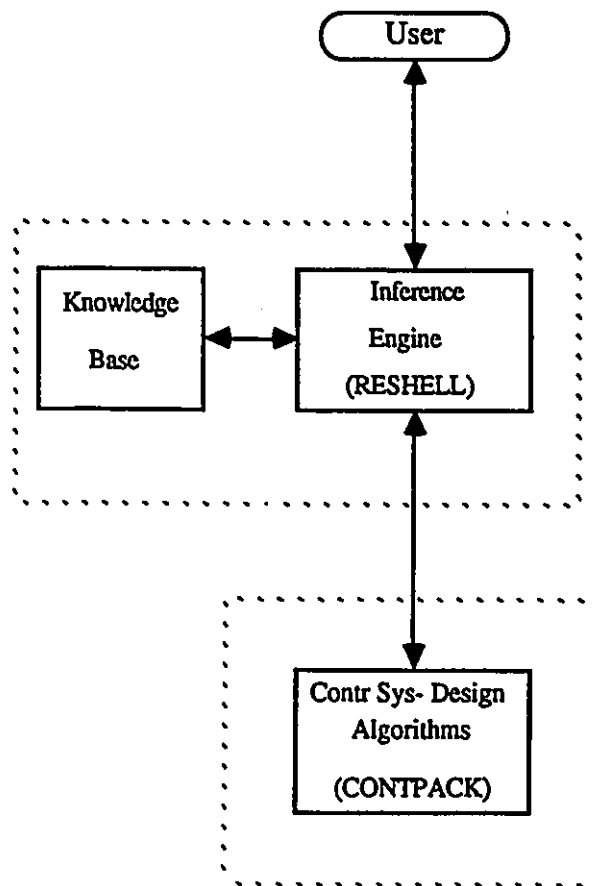 User
Knowledge
Base
Inference
Engine
(RESHELL)
Contr Sys- Design
Algorithms
(CONTPACK)